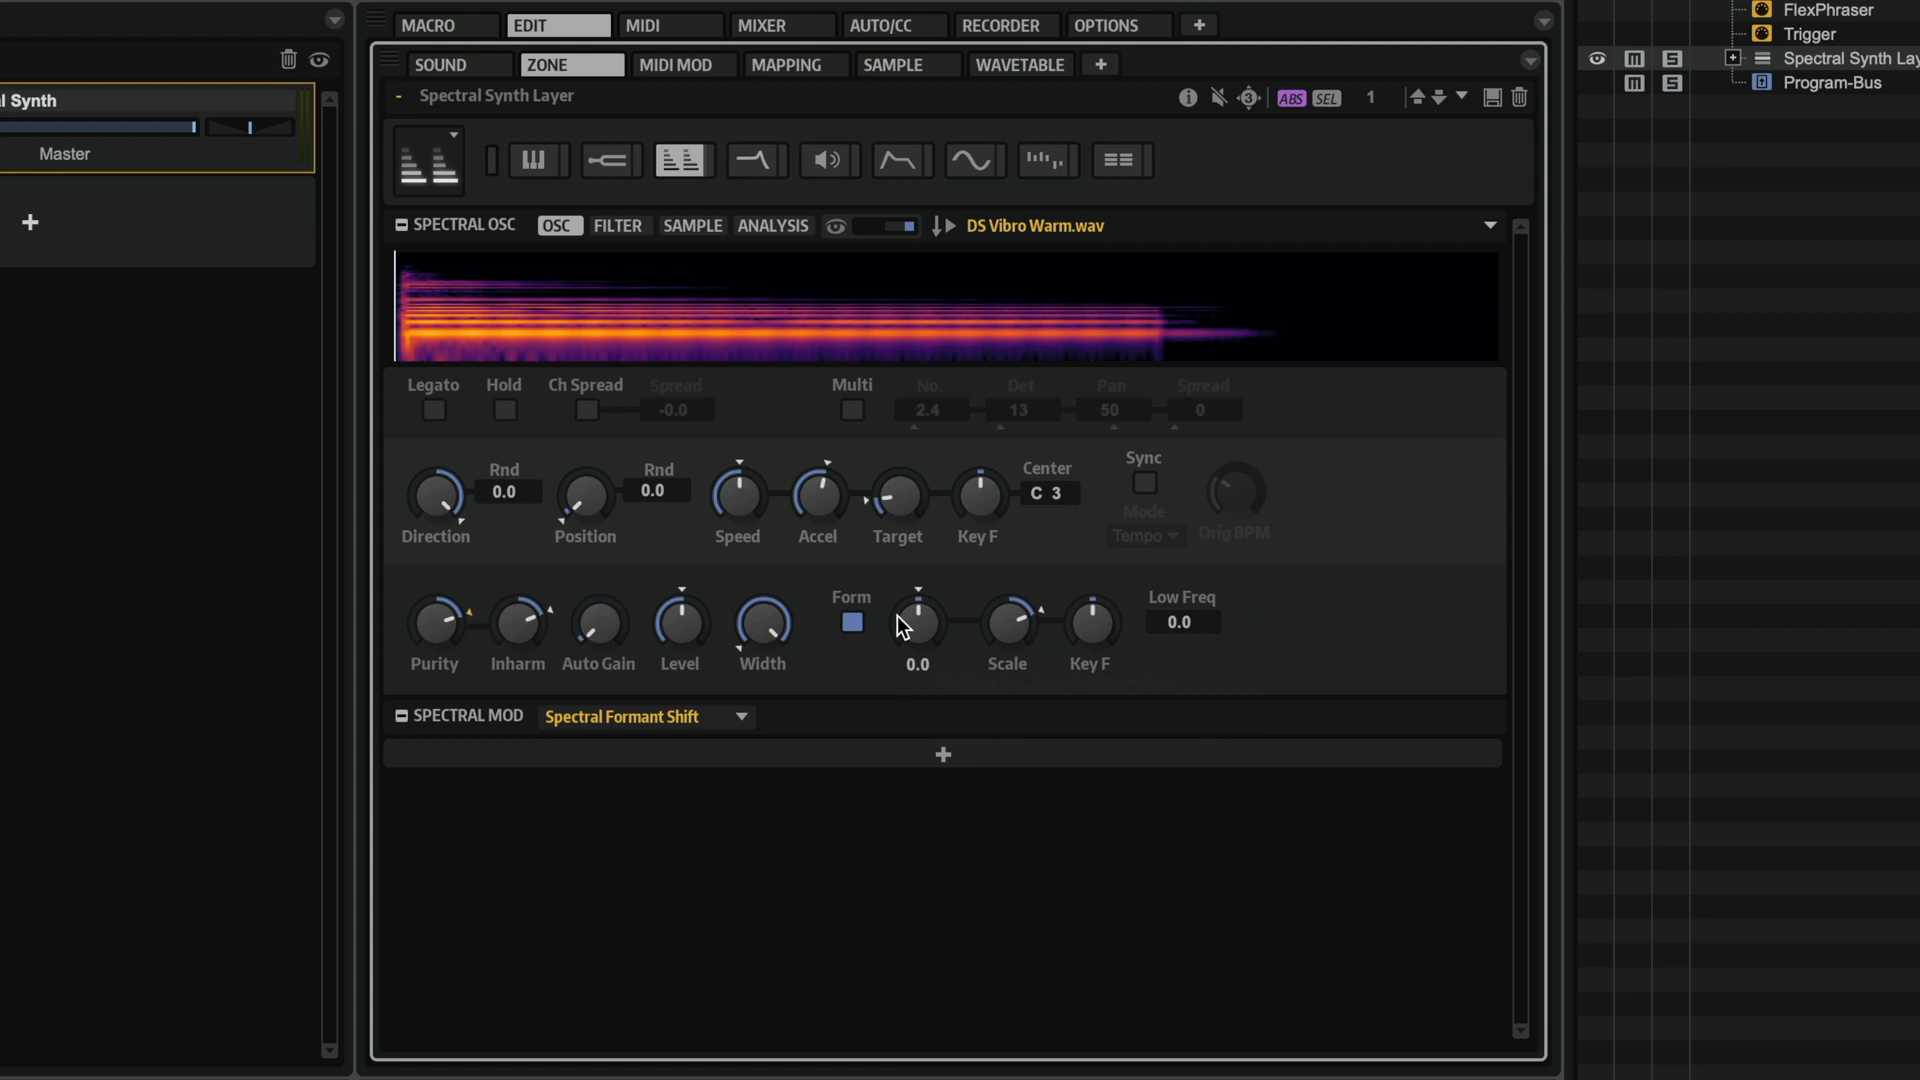 MACRO EDIT MIDI MIXER AUTO/CC RECORDER OPTIONS +
FlexPhraser
Trigger
M S + Spectral Synth Lay
M S Program-Bus
SOUND ZONE MIDI MOD MAPPING SAMPLE WAVETABLE +
- Spectral Synth Layer 3 ABS SEL 1
l Synth
Master
+
SPECTRAL OSC OSC FILTER SAMPLE ANALYSIS DS Vibro Warm.wav
Legato Hold Ch Spread Spread Multi No. Det Pan Spread
-0.0 2.4 13 50 0
Rnd Rnd Center Sync
0.0 0.0 C 3
Mode
Direction Position Speed Accel Target Key F Tempo Orig BPM
Form Low Freq
0.0
Purity Inharm Auto Gain Level Width 0.0 Scale Key F
SPECTRAL MOD Spectral Formant Shift
+